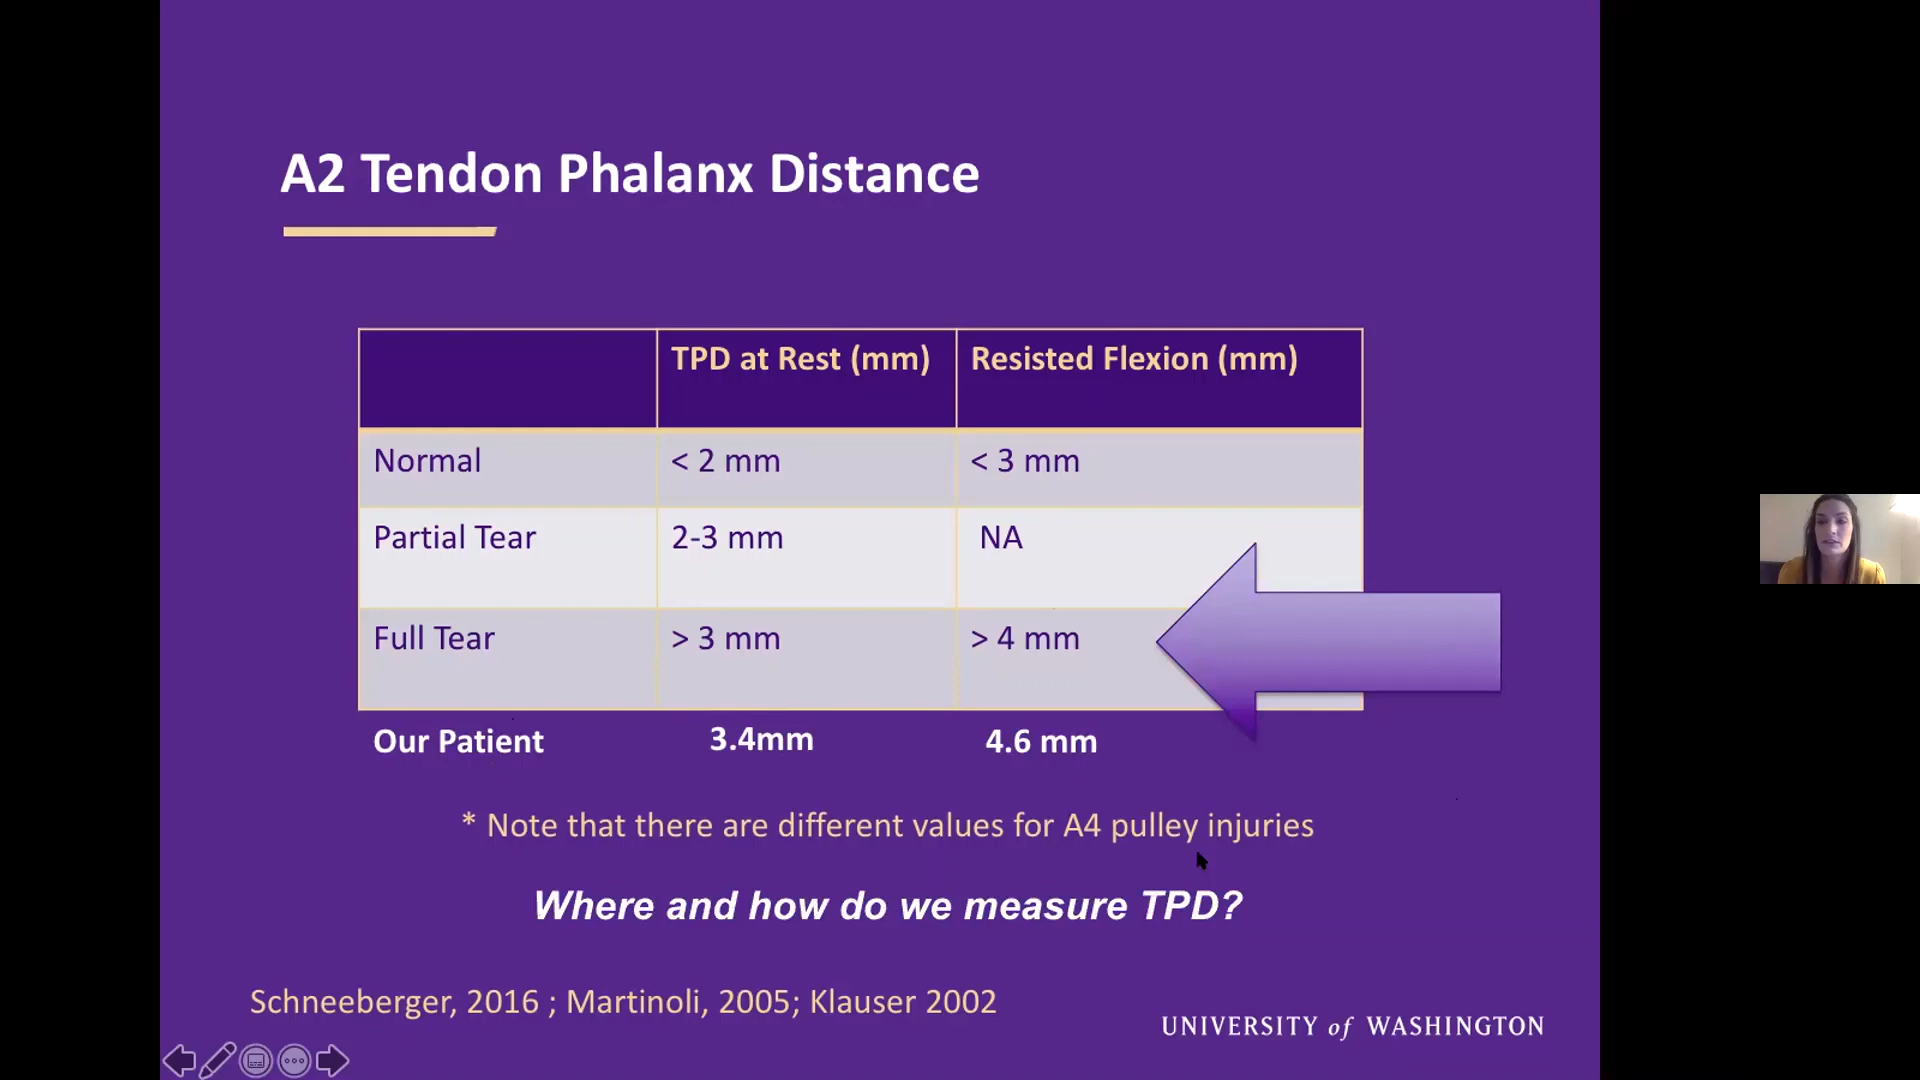 A2 Tendon Phalanx Distance
TPD at Rest (mm) Resisted Flexion (mm)
Normal < 2 mm < 3 mm
Partial Tear 2-3 mm NA
Full Tear > 3 mm > 4 mm
Our Patient 3.4mm 4.6 mm
* Note that there are different values for A4 pulley injuries
Where and how do we measure TPD?
Schneeberger, 2016 ; Martinoli, 2005; Klauser 2002
UNIVERSITY of WASHINGTON